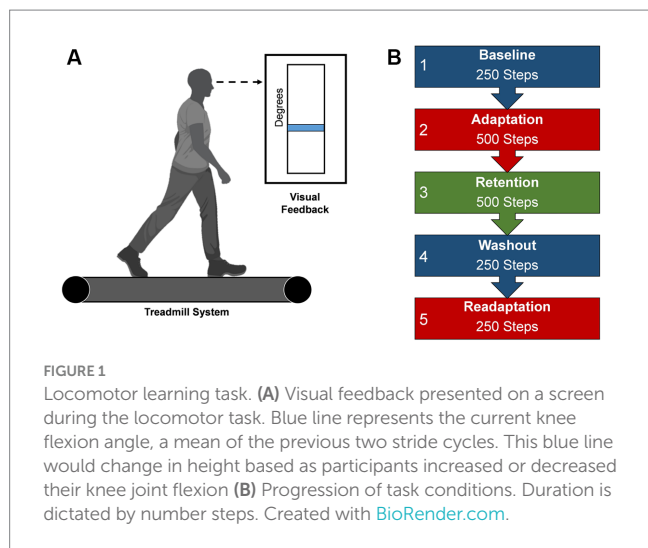 A
Degrees
Visual
Feedback
Treadmill System
B
1
Baseline
250 Steps
2
Adaptation
500 Steps
3
Retention
500 Steps
4
Washout
250 Steps
5
Readaptation
250 Steps
FIGURE 1
Locomotor learning task. (A) Visual feedback presented on a screen
during the locomotor task. Blue line represents the current knee
flexion angle, a mean of the previous two stride cycles. This blue line
would change in height based as participants increased or decreased
their knee joint flexion (B) Progression of task conditions. Duration is
dictated by number steps. Created with BioRender.com.